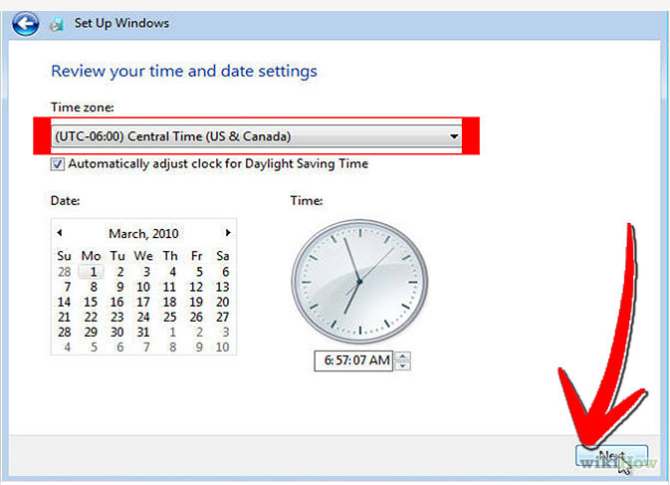 Set Up Windows
Review your time and date settings
Time zone:
(UTC-06:00) Central Time (US & Canada)
Automatically adjust clock for Daylight Saving Time
Date:
Time:
March, 2010
Su Mo Tu We Th Fr Sa
28 1 2 3 4 5 6
7 8 9 10 11 12 13
14 15 16 17 18 19 20
21 22 23 24 25 26 27
28 29 30 31 1 2 3
4 5 6 7 8 9 10
6:57:07 AM
Next
wikiHow